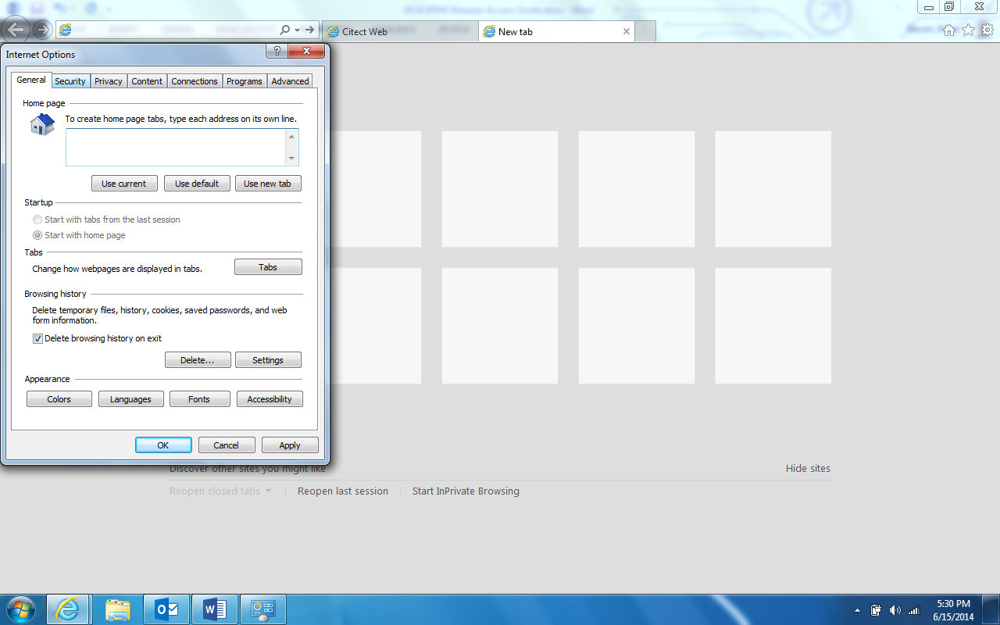 Citect Web
New tab
Internet Options
General
Security
Privacy
Content
Connections
Programs
Advanced
Home page
To create home page tabs, type each address on its own line.
Use current
Use default
Use new tab
Startup
Start with tabs from the last session
Start with home page
Tabs
Change how webpages are displayed in tabs.
Tabs
Browsing history
Delete temporary files, history, cookies, saved passwords, and web
form information.
Delete browsing history on exit
Delete...
Settings
Appearance
Colors
Languages
Fonts
Accessibility
OK
Cancel
Apply
Discover other sites you might like
Hide sites
Reopen closed tabs
Reopen last session
Start InPrivate Browsing
5:30 PM
6/15/2014